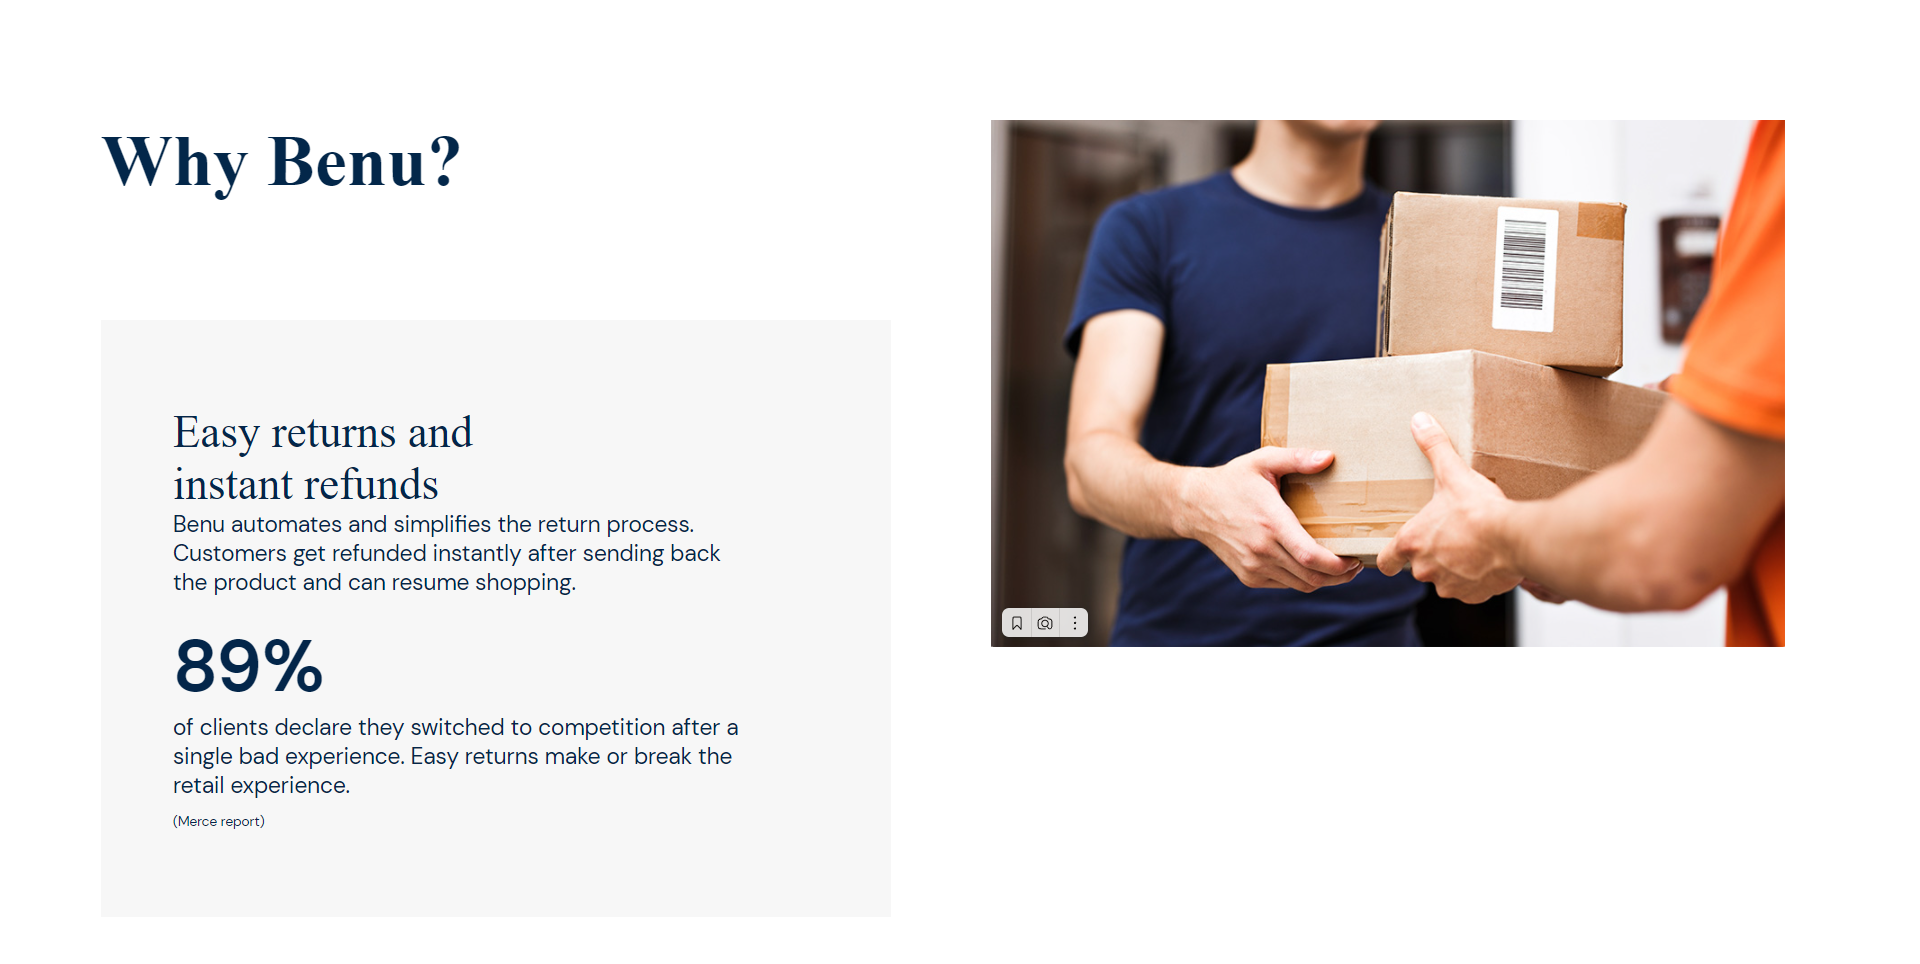 Why Benu?
Easy returns and
instant refunds
Benu automates and simplifies the return process.
Customers get refunded instantly after sending back
the product and can resume shopping.
89%
of clients declare they switched to competition after a
single bad experience. Easy returns make or break the
retail experience.
(Merce report)